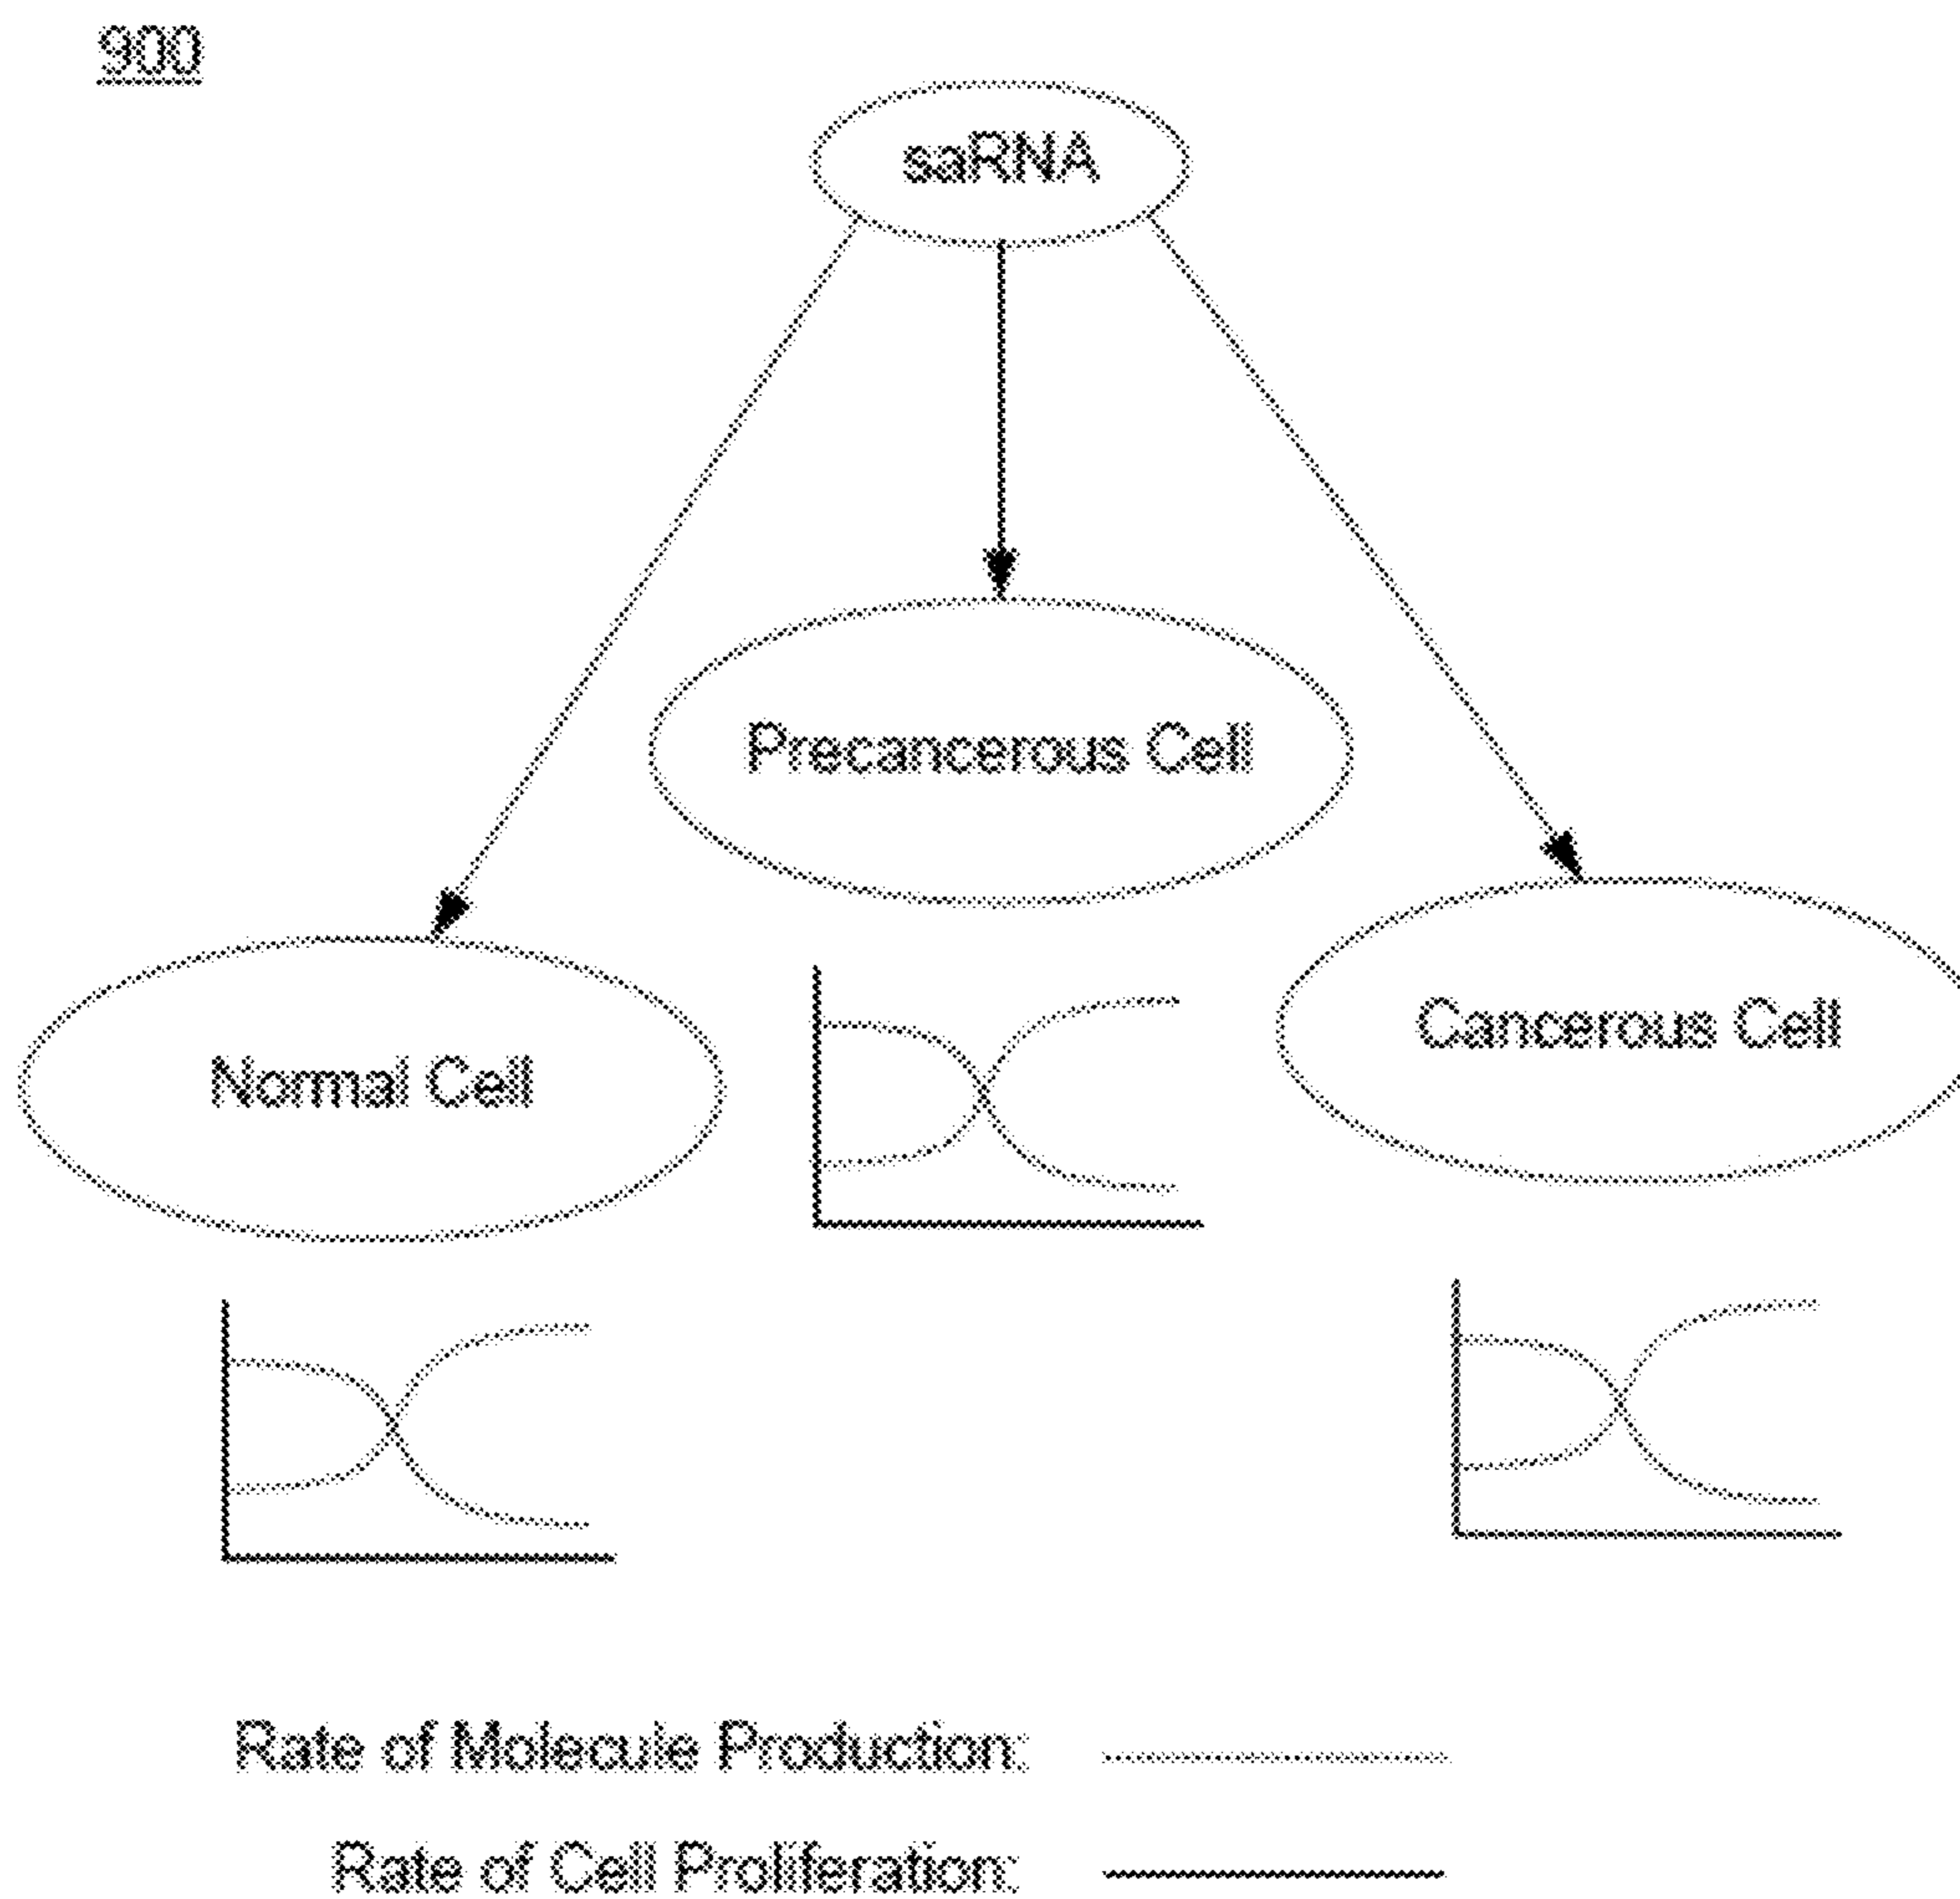 900
saRNA
Precancerous Cell
Cancerous Cell
Normal Cell
Rate of Molecule Production:
Rate of Cell Proliferation: